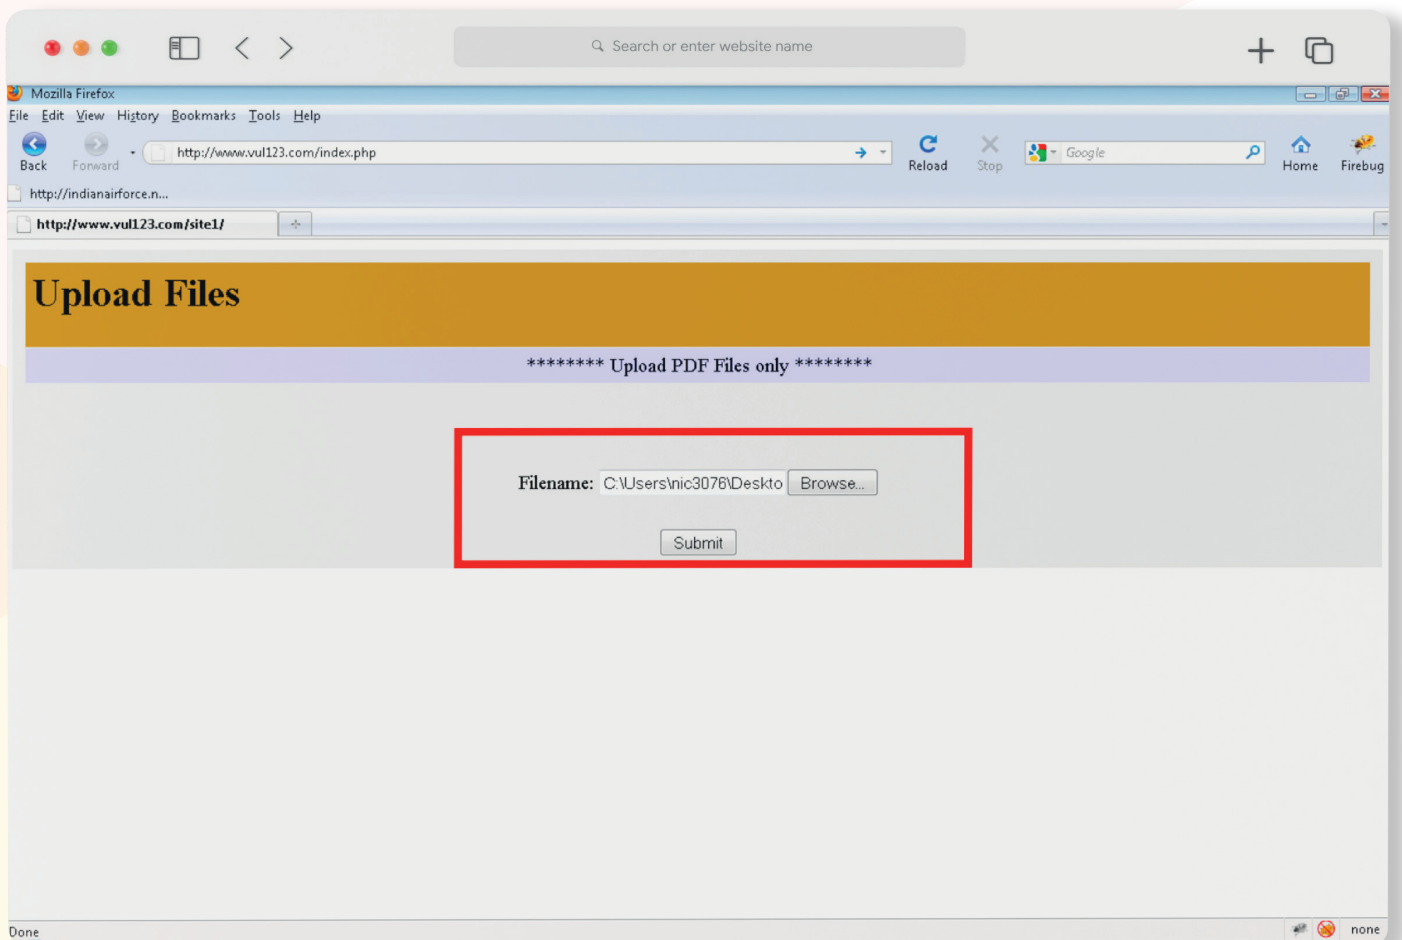 Search or enter website name
Mozilla Firefox
File Edit View History Bookmarks Tools Help
Back Forward http://www.vul123.com/index.php Reload Stop Google Home Firebug
http://indianairforce.n...
http://www.vul123.com/site1/
Upload Files
******** Upload PDF Files only ********
Filename: C:\Users\nic3076\Deskto Browse...
Submit
Done none